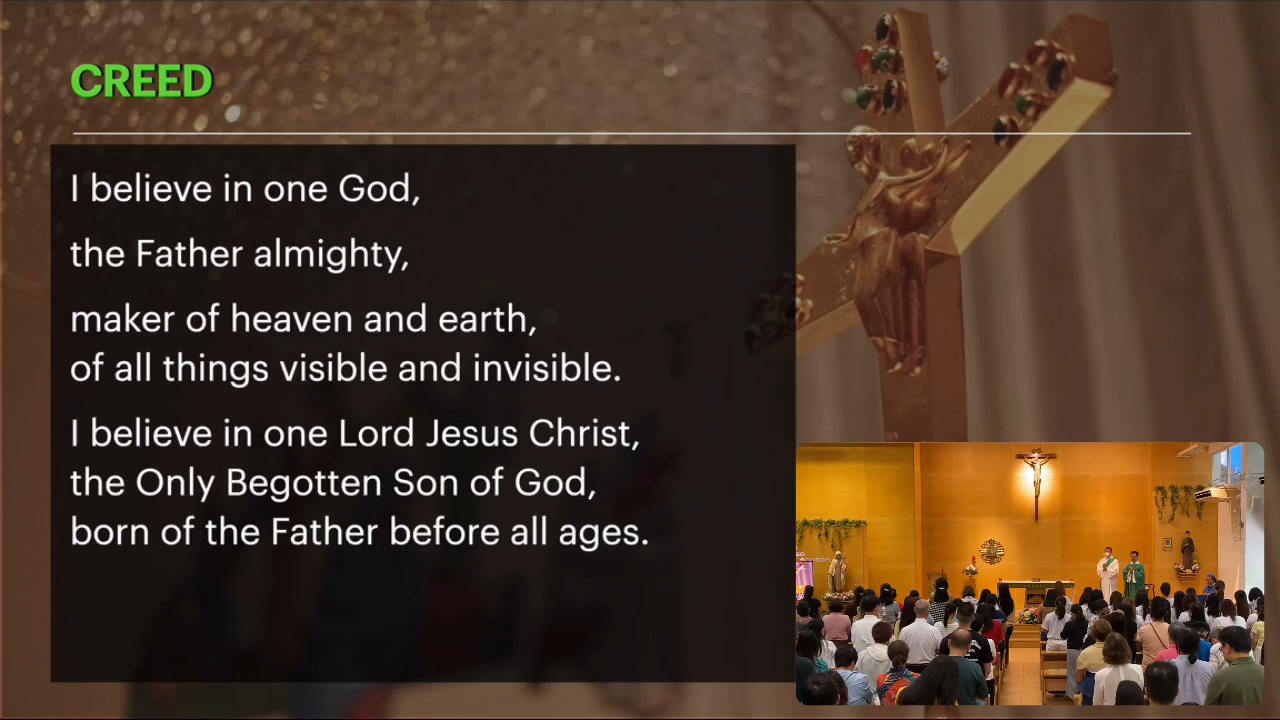 CREED
I believe in one God,
the Father almighty,
maker of heaven and earth,
of all things visible and invisible.
I believe in one Lord Jesus Christ,
the Only Begotten Son of God,
born of the Father before all ages.